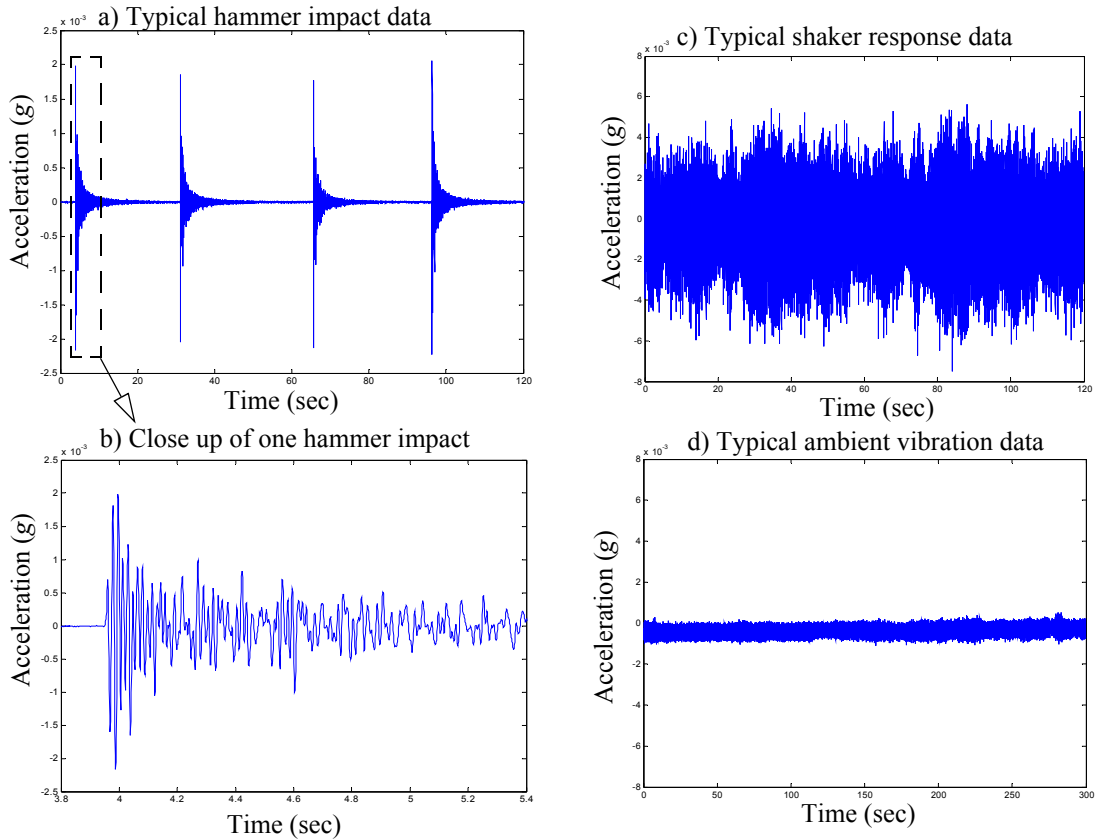 a) Typical hammer impact data
x 10⁻³
2.5
2
1.5
1
0.5
0
-0.5
-1
-1.5
-2
-2.5
0 20 40 60 80 100 120
Acceleration (g)
Time (sec)
b) Close up of one hammer impact
x 10⁻³
2.5
2
1.5
1
0.5
0
-0.5
-1
-1.5
-2
-2.5
3.8 4 4.2 4.4 4.6 4.8 5 5.2 5.4
Acceleration (g)
Time (sec)
c) Typical shaker response data
x 10⁻³
8
6
4
2
0
-2
-4
-6
-8
0 20 40 60 80 100 120
Acceleration (g)
Time (sec)
d) Typical ambient vibration data
x 10⁻³
8
6
4
2
0
-2
-4
-6
-8
0 50 100 150 200 250 300
Acceleration (g)
Time (sec)